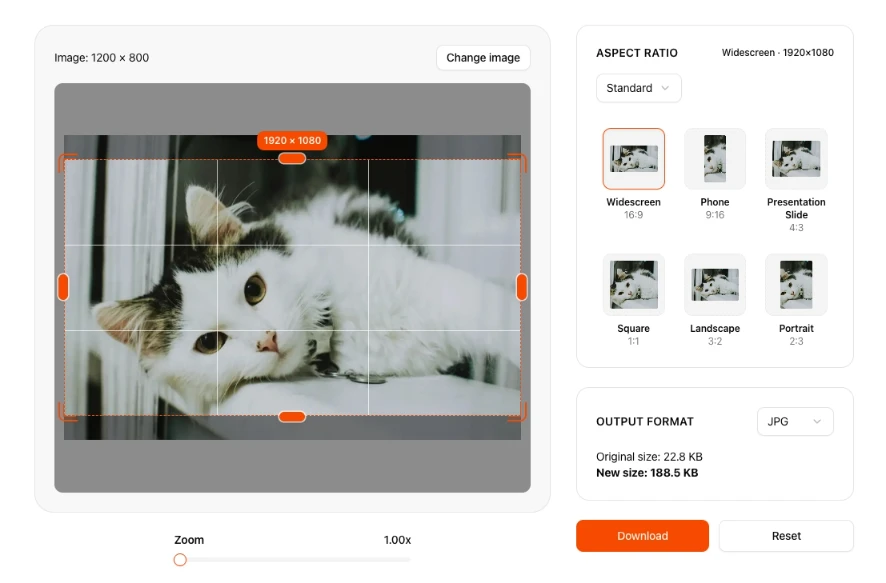 Image: 1200 × 800
Change image
1920 × 1080
Zoom
1.00x
ASPECT RATIO
Widescreen · 1920×1080
Standard
Widescreen
16:9
Phone
9:16
Presentation
Slide
4:3
Square
1:1
Landscape
3:2
Portrait
2:3
OUTPUT FORMAT
JPG
Original size: 22.8 KB
New size: 188.5 KB
Download
Reset